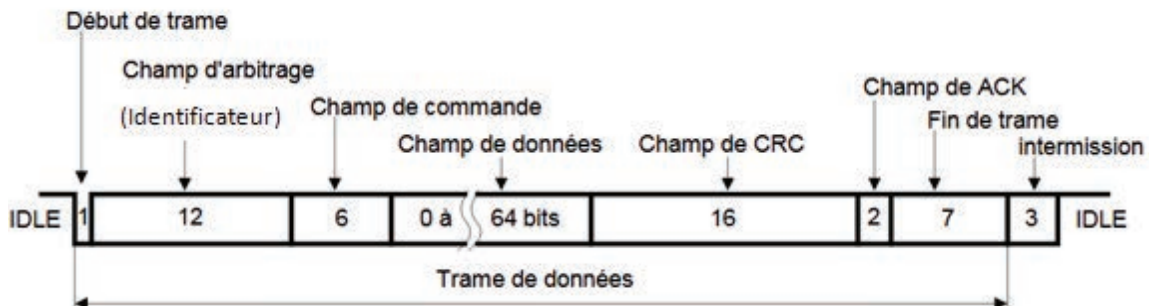 Début de trame
Champ d'arbitrage
(Identificateur)
Champ de commande
Champ de données
Champ de CRC
Champ de ACK
Fin de trame
intermission
IDLE 1 12 6 0 à 64 bits 16 2 7 3 IDLE
Trame de données